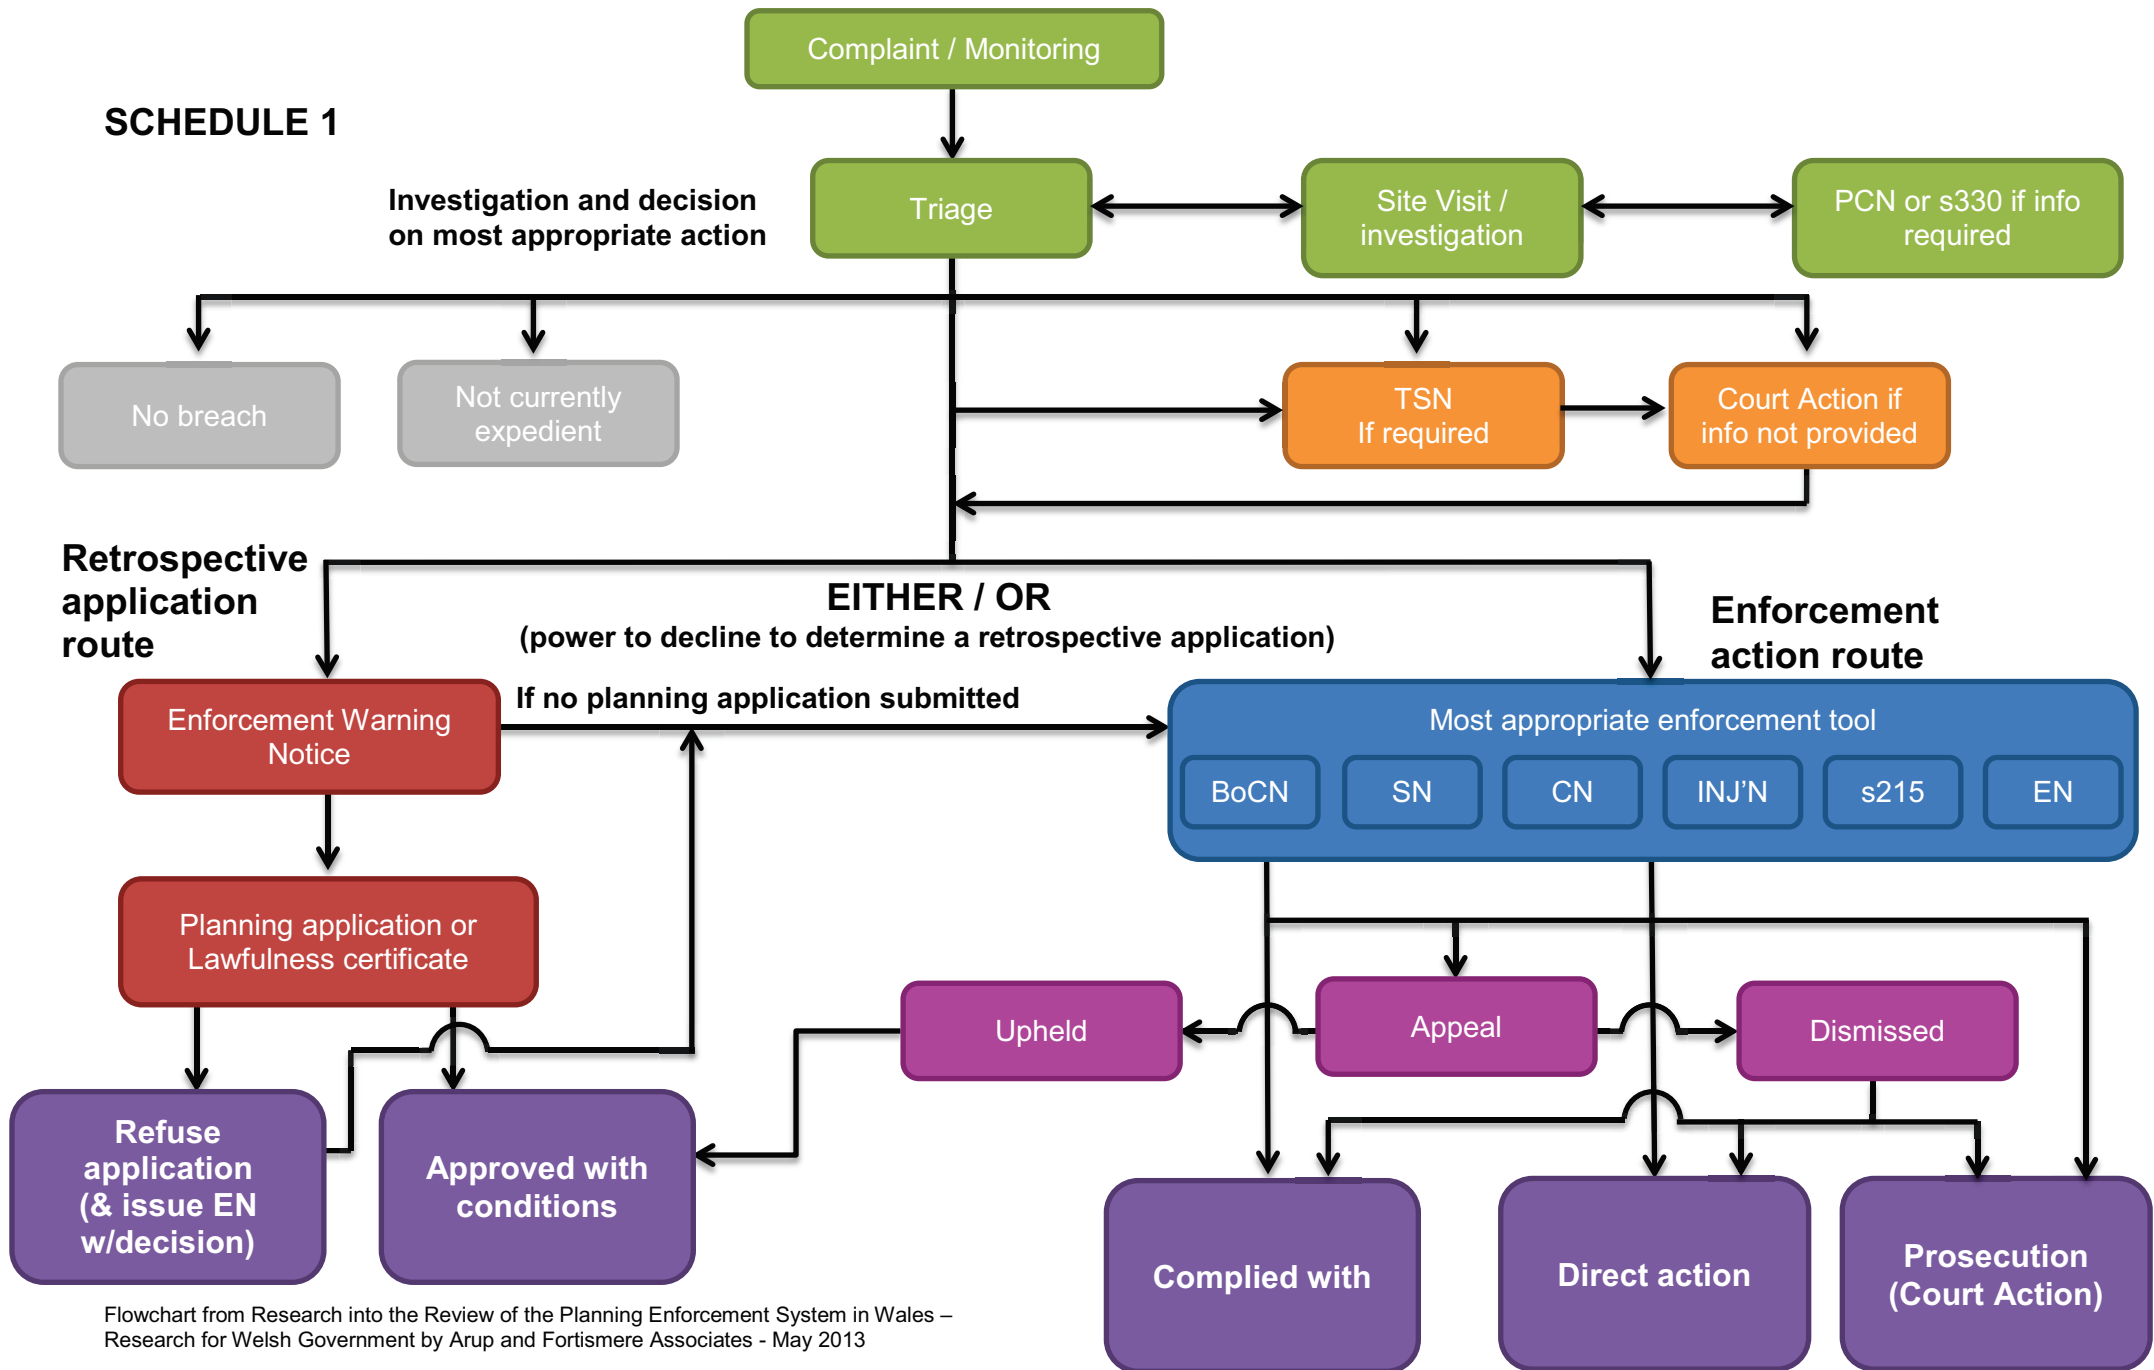 Complaint / Monitoring
SCHEDULE 1
Investigation and decision
on most appropriate action
Triage
Site Visit /
investigation
PCN or s330 if info
required
No breach
Not currently
expedient
TSN
If required
Court Action if
info not provided
Retrospective
application
route
EITHER / OR
(power to decline to determine a retrospective application)
Enforcement
action route
If no planning application submitted
Enforcement Warning
Notice
Most appropriate enforcement tool
BoCN
SN
CN
INJ’N
s215
EN
Planning application or
Lawfulness certificate
Upheld
Appeal
Dismissed
Refuse
application
(& issue EN
w/decision)
Approved with
conditions
Complied with
Direct action
Prosecution
(Court Action)
Flowchart from Research into the Review of the Planning Enforcement System in Wales –
Research for Welsh Government by Arup and Fortismere Associates - May 2013